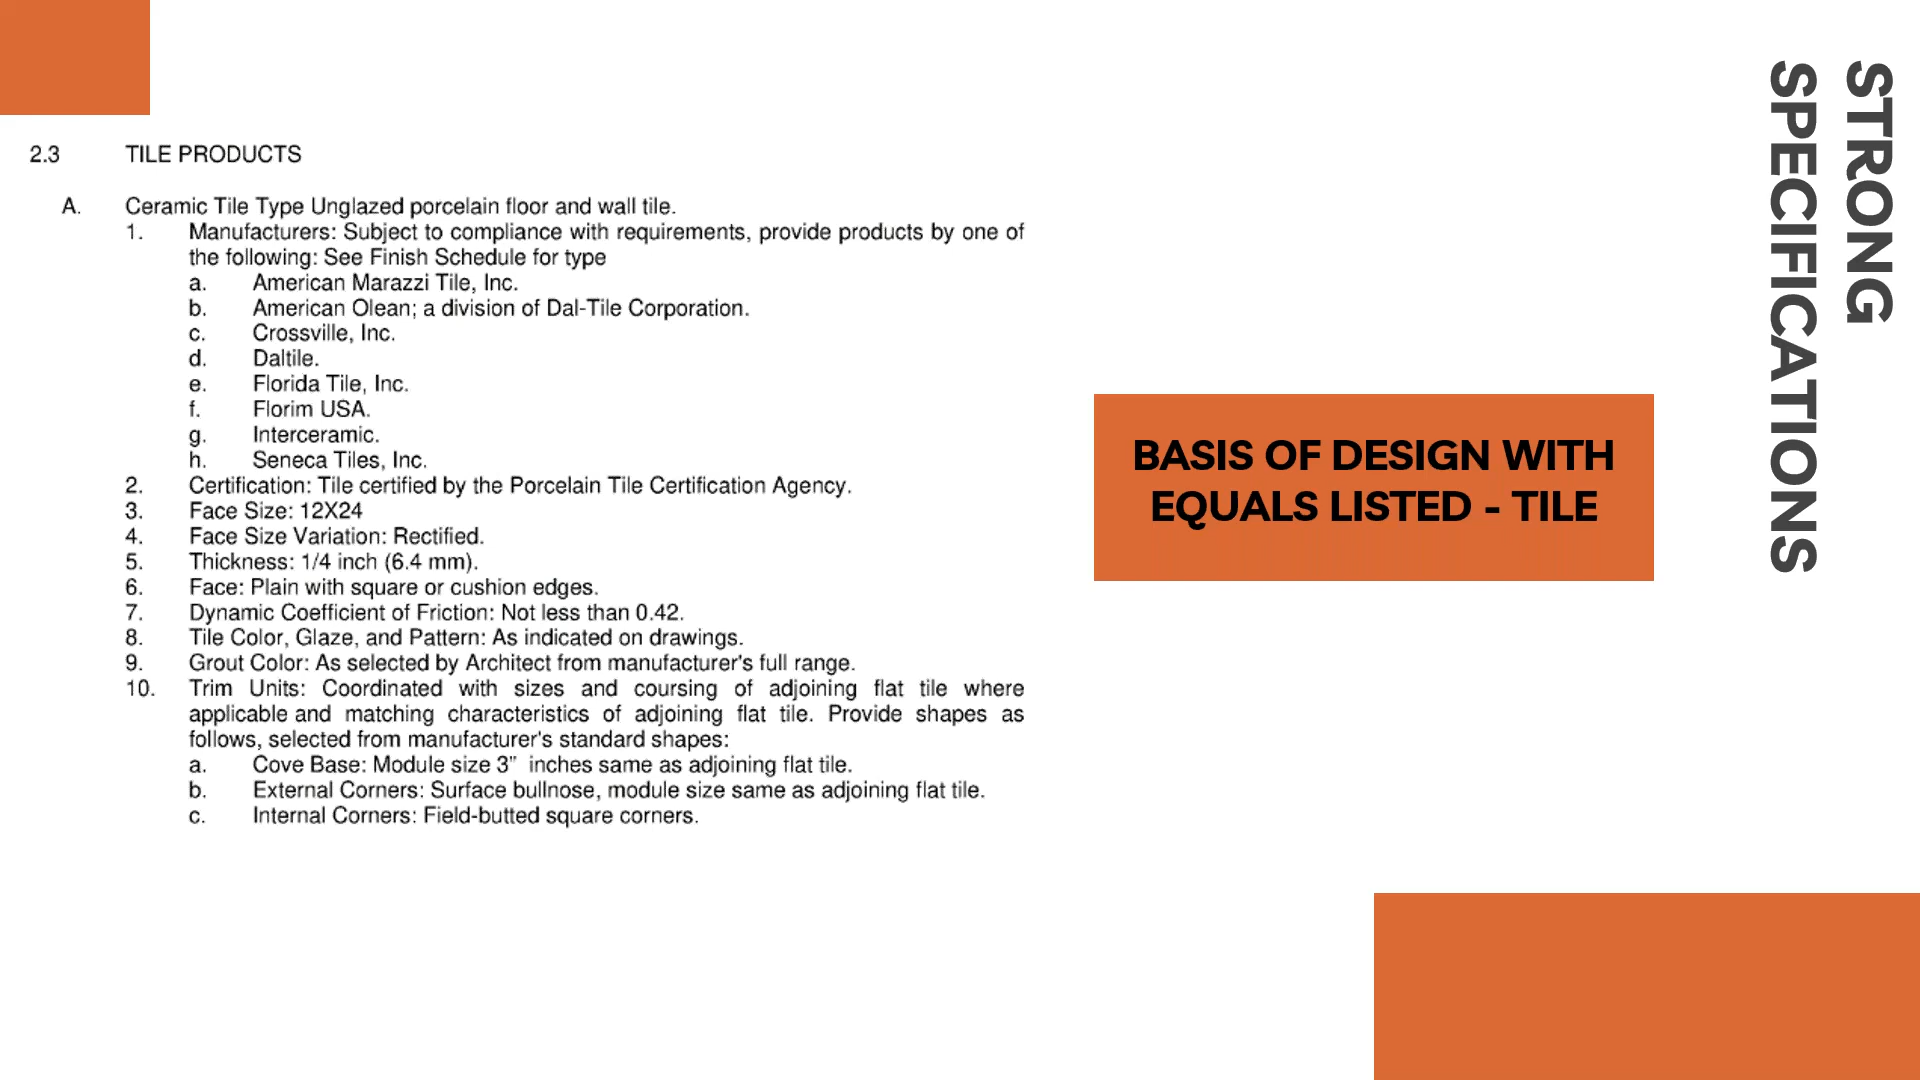 2.3 TILE PRODUCTS
A. Ceramic Tile Type Unglazed porcelain floor and wall tile.
1. Manufacturers: Subject to compliance with requirements, provide products by one of
the following: See Finish Schedule for type
a. American Marazzi Tile, Inc.
b. American Olean; a division of Dal-Tile Corporation.
c. Crossville, Inc.
d. Daltile.
e. Florida Tile, Inc.
f. Florim USA.
g. Interceramic.
h. Seneca Tiles, Inc.
2. Certification: Tile certified by the Porcelain Tile Certification Agency.
3. Face Size: 12X24
4. Face Size Variation: Rectified.
5. Thickness: 1/4 inch (6.4 mm).
6. Face: Plain with square or cushion edges.
7. Dynamic Coefficient of Friction: Not less than 0.42.
8. Tile Color, Glaze, and Pattern: As indicated on drawings.
9. Grout Color: As selected by Architect from manufacturer's full range.
10. Trim Units: Coordinated with sizes and coursing of adjoining flat tile where
applicable and matching characteristics of adjoining flat tile. Provide shapes as
follows, selected from manufacturer's standard shapes:
a. Cove Base: Module size 3" inches same as adjoining flat tile.
b. External Corners: Surface bullnose, module size same as adjoining flat tile.
c. Internal Corners: Field-butted square corners.
BASIS OF DESIGN WITH
EQUALS LISTED - TILE
STRONG
SPECIFICATIONS